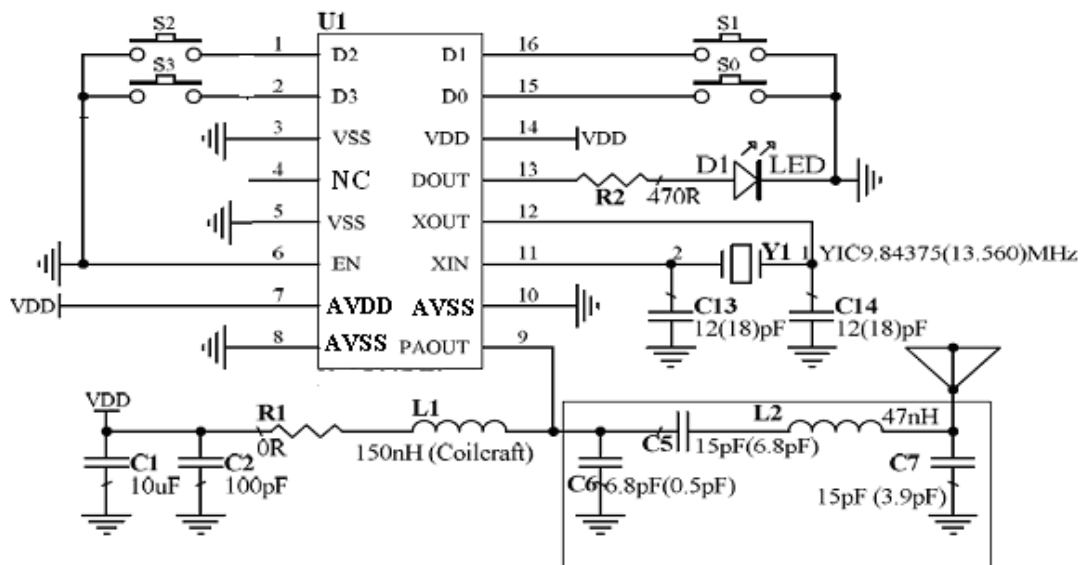 S2 U1 S1
1 D2 D1 16
S3 S0
2 D3 D0 15
3 VSS VDD 14 VDD
4 NC DOUT 13 R2 470R D1 LED
5 VSS XOUT 12
6 EN XIN 11 2 Y1 1 YIC9.84375(13.560)MHz
VDD 7 AVDD AVSS 10 C13 C14
12(18)pF 12(18)pF
8 AVSS PAOUT 9
VDD R1 L1 L2 47nH
0R 150nH (Coilcraft) C5 15pF(6.8pF)
C1 C2 C6 6.8pF(0.5pF) C7
10uF 100pF 15pF (3.9pF)